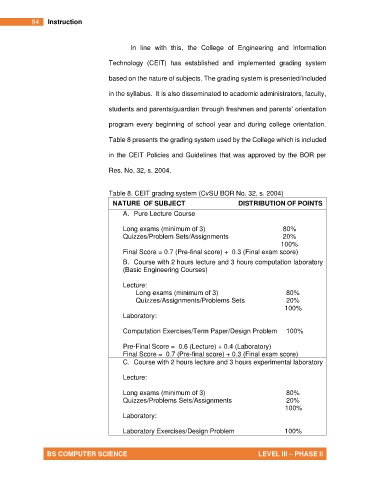 84 Instruction
In line with this, the College of Engineering and Information
Technology (CEIT) has established and implemented grading system
based on the nature of subjects. The grading system is presented/included
in the syllabus. It is also disseminated to academic administrators, faculty,
students and parents/guardian through freshmen and parents' orientation
program every beginning of school year and during college orientation.
Table 8 presents the grading system used by the College which is included
in the CEIT Policies and Guidelines that was approved by the BOR per
Res. No. 32, s. 2004.
Table 8. CEIT grading system (CvSU BOR No. 32, s. 2004)
NATURE OF SUBJECT DISTRIBUTION OF POINTS
A. Pure Lecture Course
Long exams (minimum of 3) 80%
Quizzes/Problem Sets/Assignments 20%
100%
Final Score = 0.7 (Pre-final score) + 0.3 (Final exam score)
B. Course with 2 hours lecture and 3 hours computation laboratory
(Basic Engineering Courses)
Lecture:
Long exams (minimum of 3) 80%
Quizzes/Assignments/Problems Sets 20%
100%
Laboratory:
Computation Exercises/Term Paper/Design Problem 100%
Pre-Final Score = 0.6 (Lecture) + 0.4 (Laboratory)
Final Score = 0.7 (Pre-final score) + 0.3 (Final exam score)
C. Course with 2 hours lecture and 3 hours experimental laboratory
Lecture:
Long exams (minimum of 3) 80%
Quizzes/Problems Sets/Assignments 20%
100%
Laboratory:
Laboratory Exercises/Design Problem 100%
BS COMPUTER SCIENCE LEVEL III – PHASE II